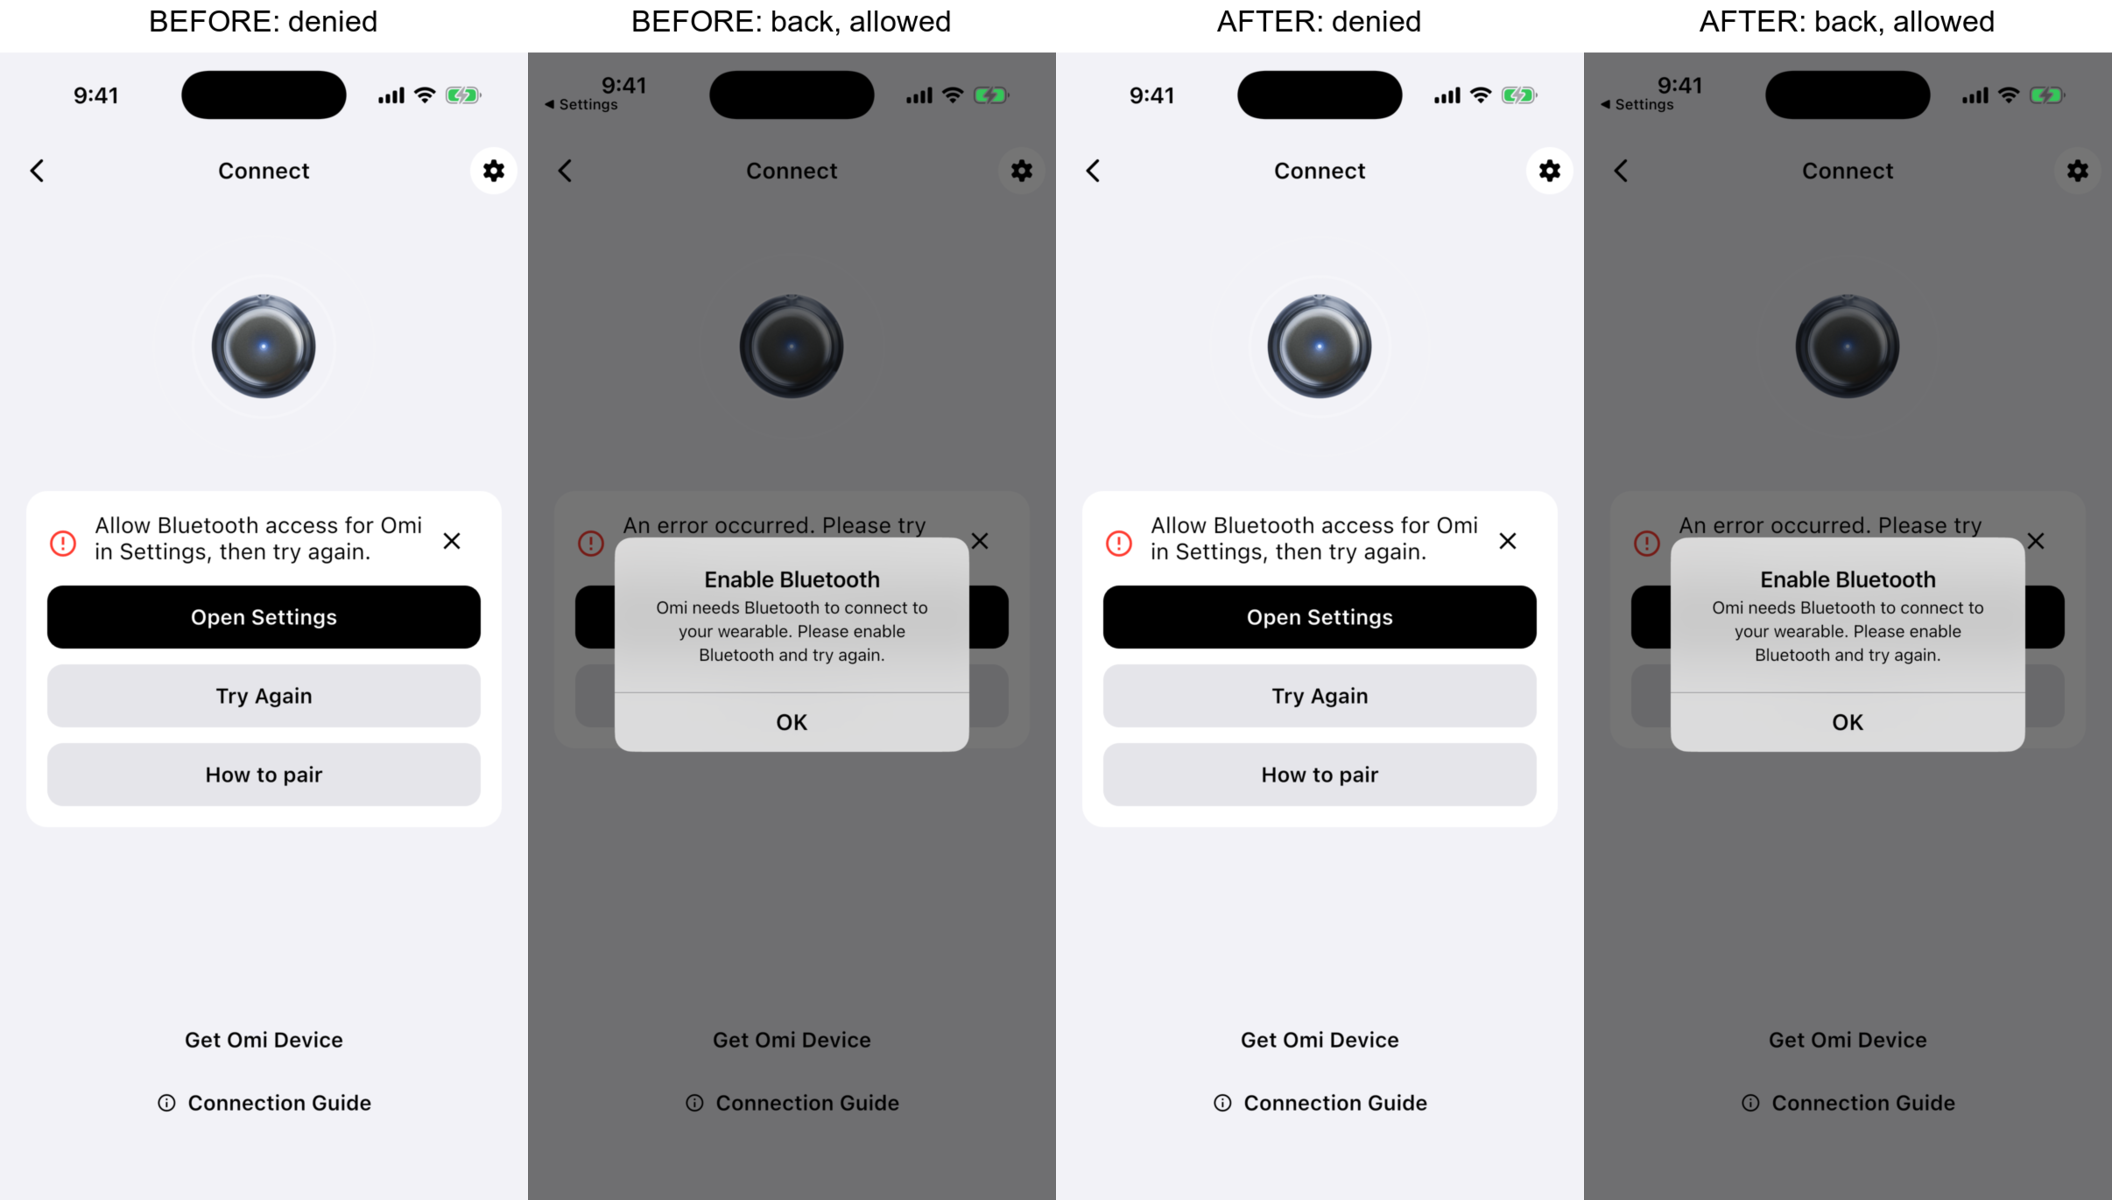 BEFORE: denied
9:41
Connect
Allow Bluetooth access for Omi
in Settings, then try again.
Open Settings
Try Again
How to pair
Get Omi Device
Connection Guide
BEFORE: back, allowed
9:41
◀ Settings
Connect
An error occurred. Please try
Enable Bluetooth
Omi needs Bluetooth to connect to
your wearable. Please enable
Bluetooth and try again.
OK
Get Omi Device
Connection Guide
AFTER: denied
9:41
Connect
Allow Bluetooth access for Omi
in Settings, then try again.
Open Settings
Try Again
How to pair
Get Omi Device
Connection Guide
AFTER: back, allowed
9:41
◀ Settings
Connect
An error occurred. Please try
Enable Bluetooth
Omi needs Bluetooth to connect to
your wearable. Please enable
Bluetooth and try again.
OK
Get Omi Device
Connection Guide